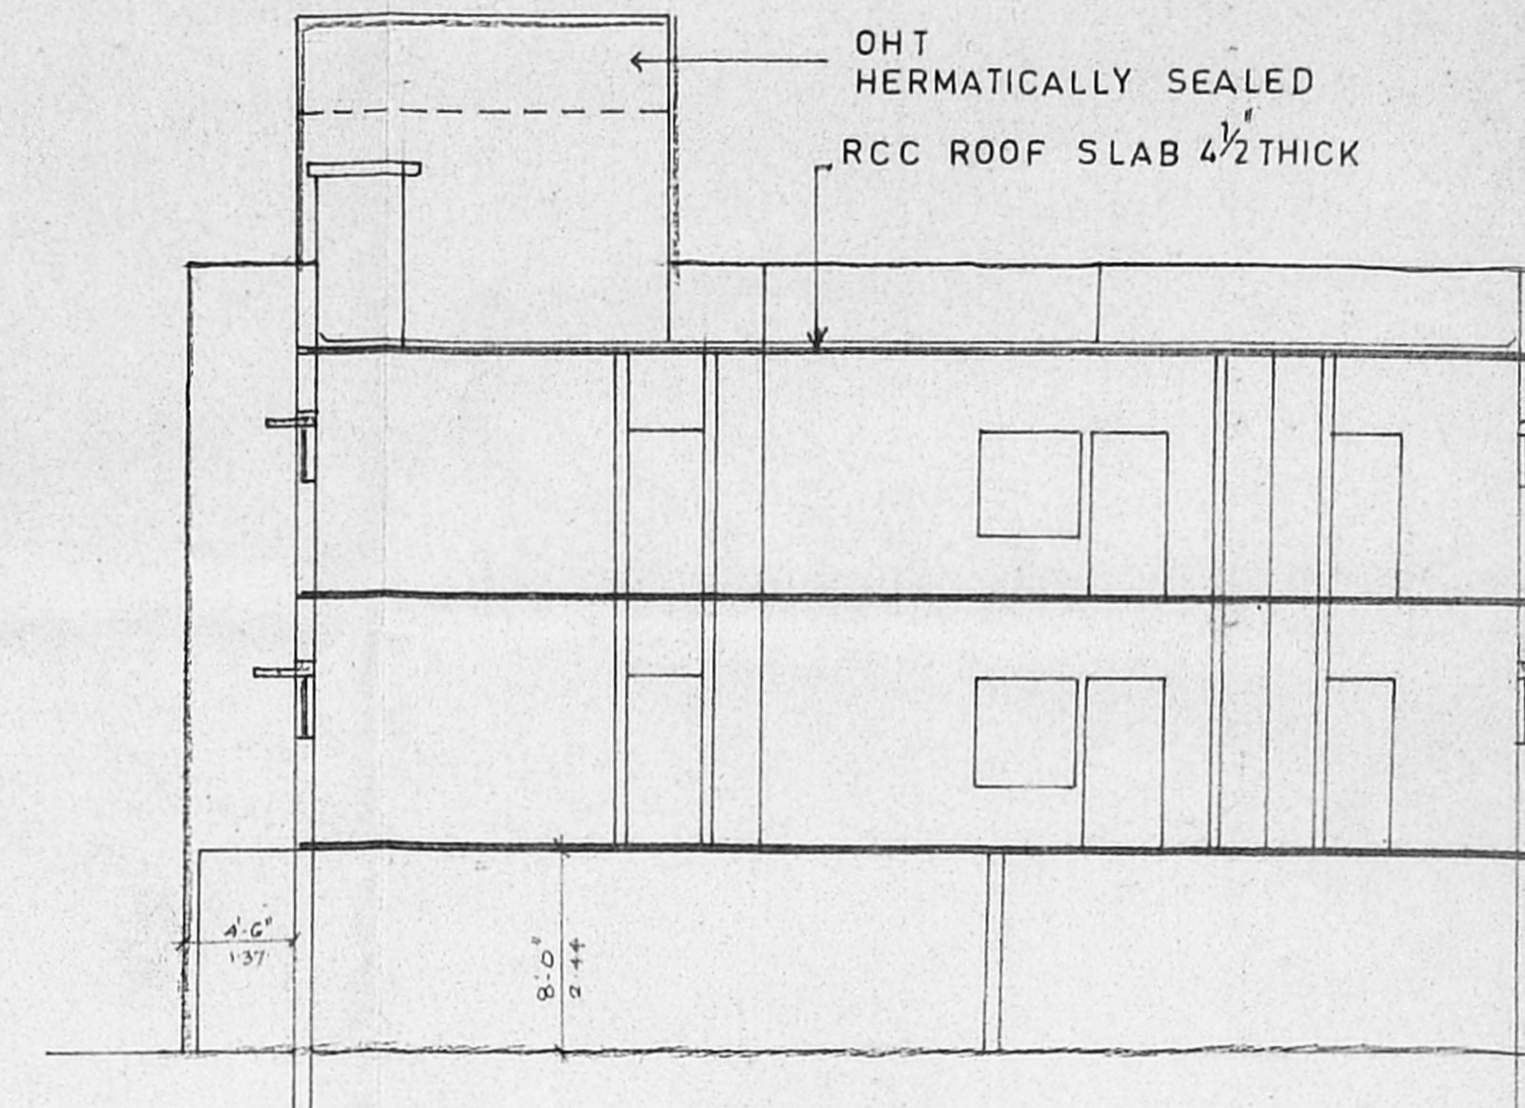 OHT
HERMATICALLY SEALED
RCC ROOF SLAB 4½" THICK
4'-6"
1.37
8'-0"
2.44